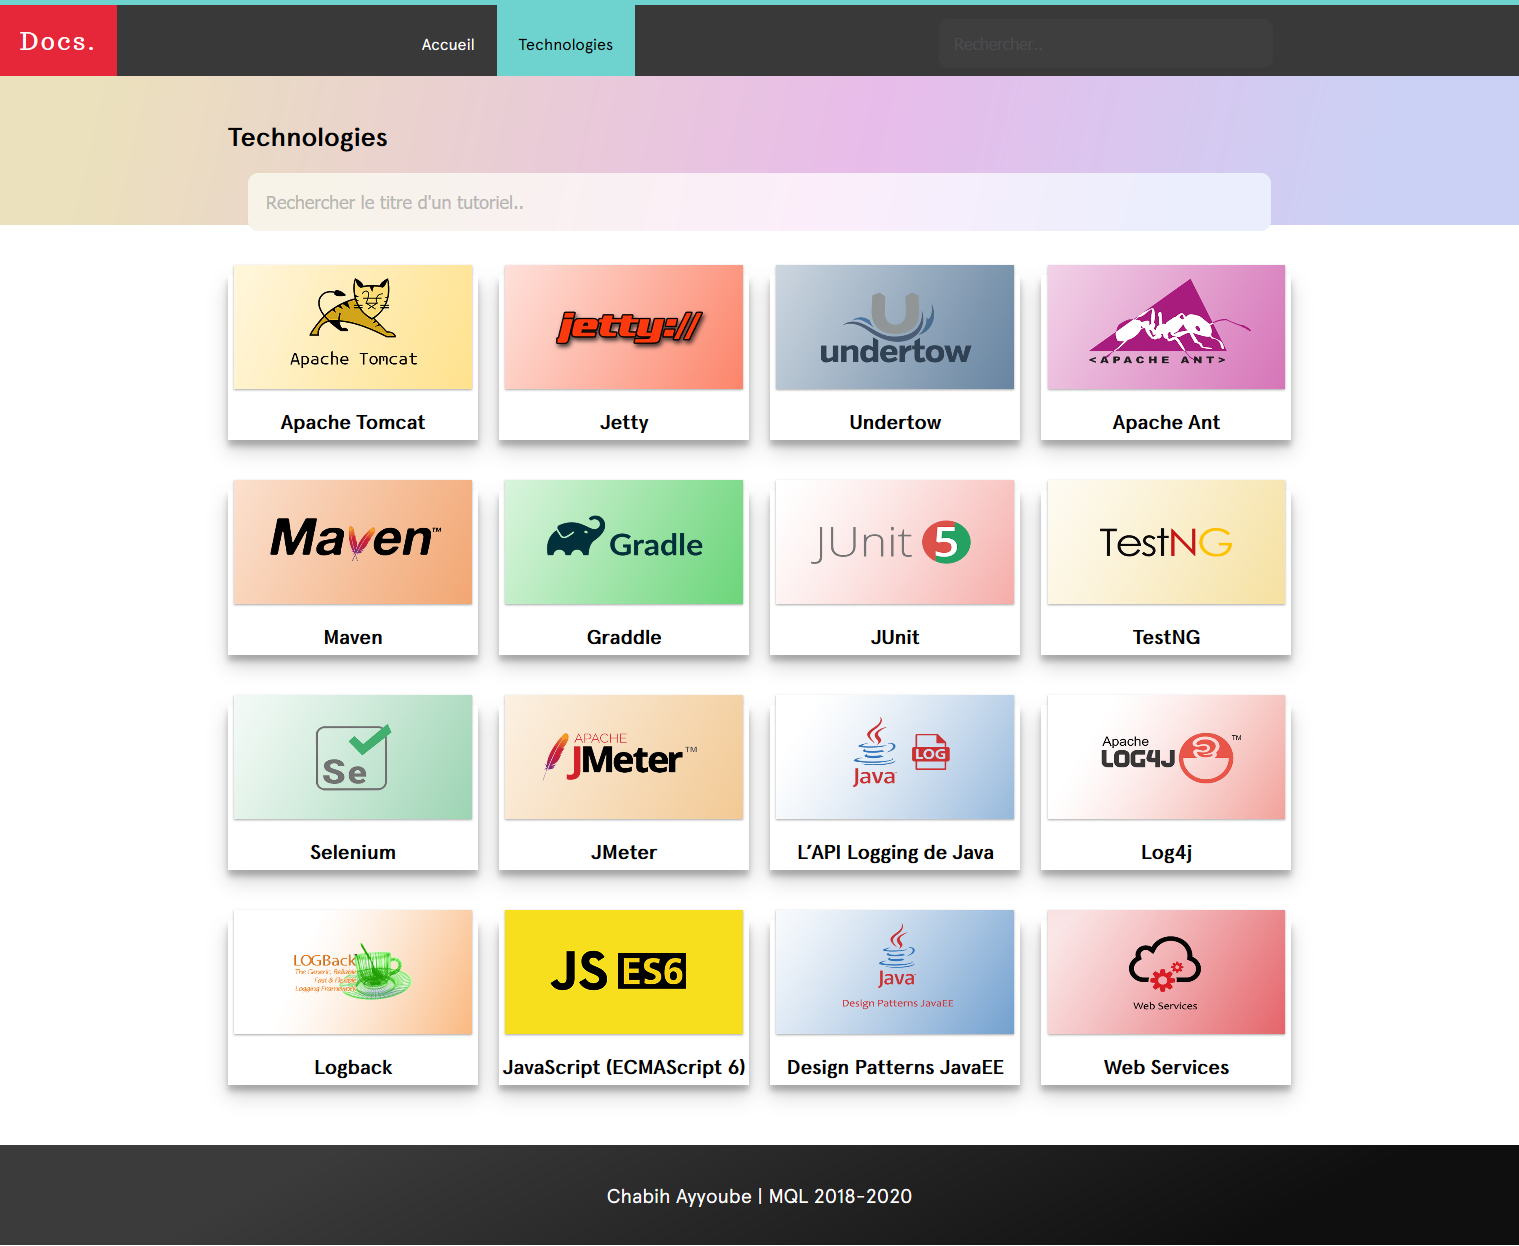 Docs.
Accueil
Technologies
Rechercher..
Technologies
Rechercher le titre d'un tutoriel..
Apache Tomcat
Apache Tomcat
jetty://
Jetty
undertow
Undertow
<APACHE ANT>
Apache Ant
Maven™
Maven
Gradle
Graddle
JUnit 5
JUnit
TestNG
TestNG
Se
Selenium
APACHE
JMeter™
JMeter
Java
LOG
L'API Logging de Java
Apache
LOG4J™
Log4j
LOGBack
The Generic, Reliable
Fast & Flexible
Logging Framework
Logback
JS ES6
JavaScript (ECMAScript 6)
Java
Design Patterns JavaEE
Design Patterns JavaEE
Web Services
Web Services
Chabih Ayyoube | MQL 2018-2020